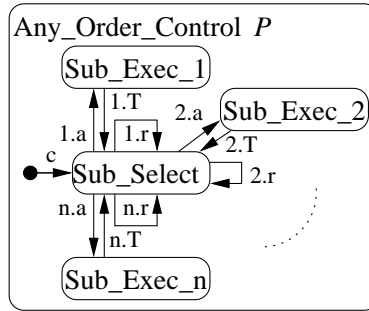 Any_Order_Control P
Sub_Exec_1
1.T
2.a
Sub_Exec_2
1.a
1.r
2.T
c
Sub_Select
2.r
n.a
n.r
n.T
Sub_Exec_n